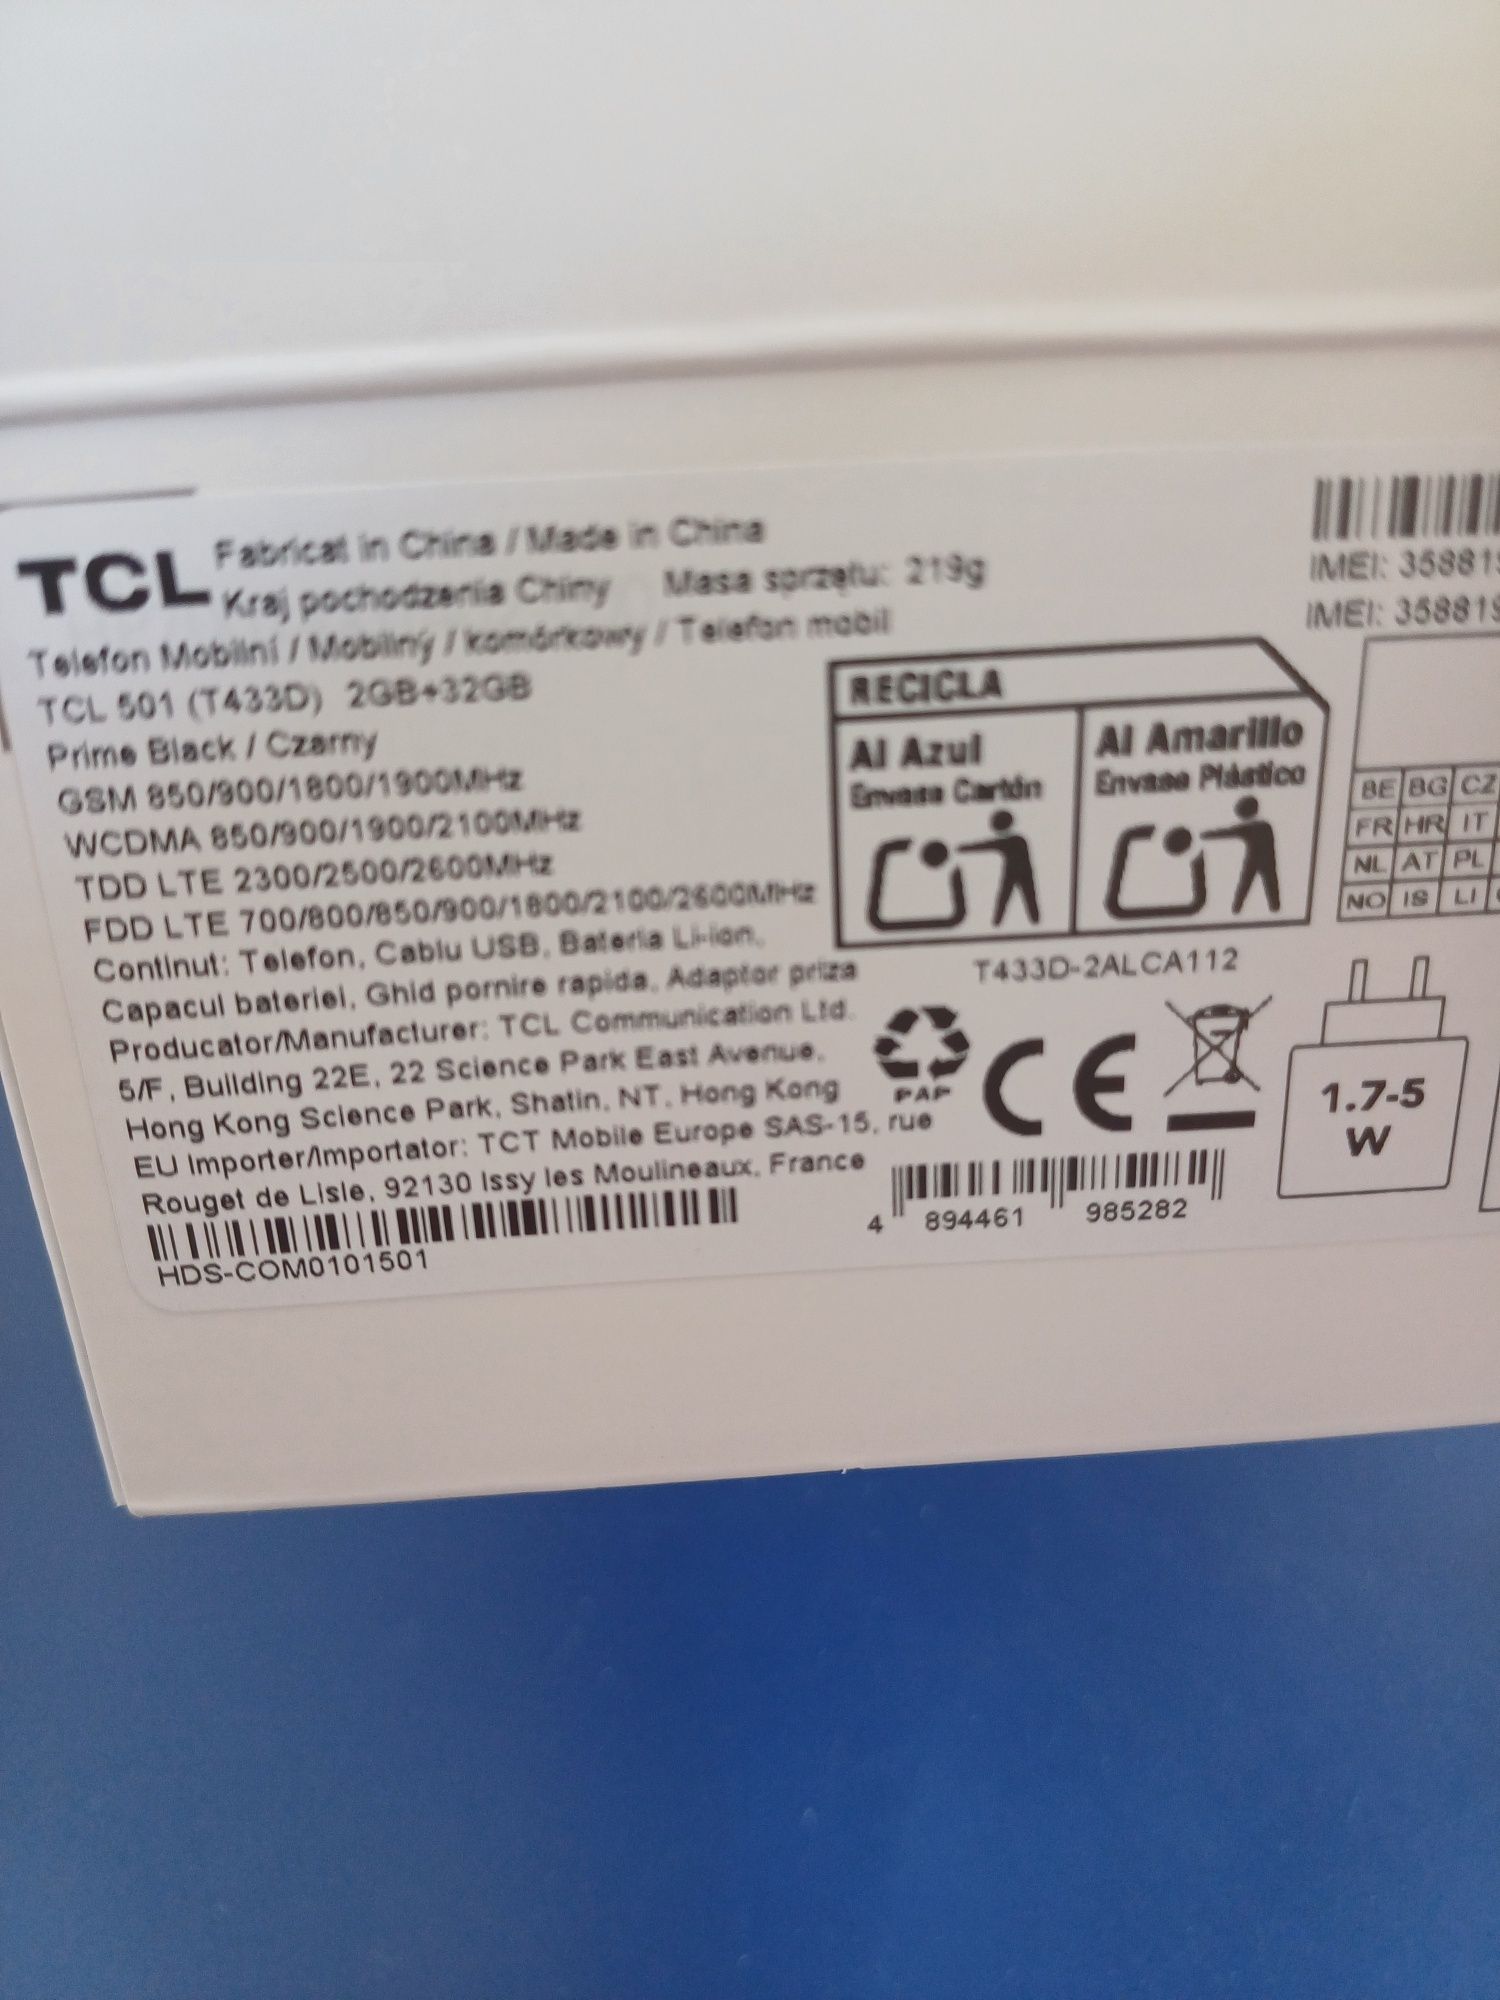 TCL
Fabricat in China / Made in China
Kraj pochodzenia Chiny Masa sprzętu: 219g
Telefon Mobilní / Mobilný / komórkowy / Telefon mobil
TCL 501 (T433D) 2GB+32GB
Prime Black / Czarny
GSM 850/900/1800/1900MHz
WCDMA 850/900/1900/2100MHz
TDD LTE 2300/2500/2600MHz
FDD LTE 700/800/850/900/1800/2100/2600MHz
Continut: Telefon, Cablu USB, Bateria Li-ion,
Capacul bateriei, Ghid pornire rapida, Adaptor priza
Producator/Manufacturer: TCL Communication Ltd.
5/F, Building 22E, 22 Science Park East Avenue,
Hong Kong Science Park, Shatin, NT, Hong Kong
EU Importer/Importator: TCT Mobile Europe SAS-15, rue
Rouget de Lisle, 92130 Issy les Moulineaux, France
HDS-COM0101501
RECICLA
Al Azul
Envase Cartón
Al Amarillo
Envase Plástico
T433D-2ALCA112
PAP
CE
4 894461 985282
IMEI: 358819
IMEI: 358819
BE BG CZ
FR HR IT
NL AT PL
NO IS LI
1.7-5
W